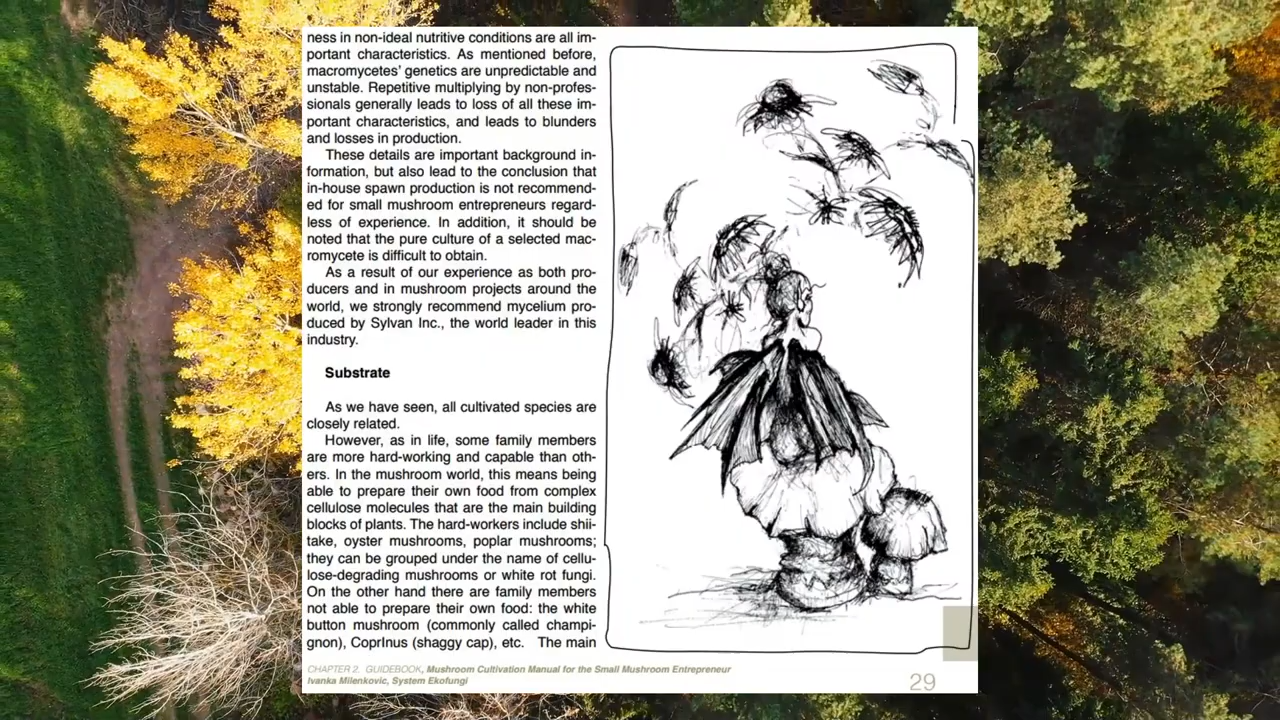 ness in non-ideal nutritive conditions are all im-
portant characteristics. As mentioned before,
macromycetes' genetics are unpredictable and
unstable. Repetitive multiplying by non-profes-
sionals generally leads to loss of all these im-
portant characteristics, and leads to blunders
and losses in production.
These details are important background in-
formation, but also lead to the conclusion that
in-house spawn production is not recommend-
ed for small mushroom entrepreneurs regard-
less of experience. In addition, it should be
noted that the pure culture of a selected mac-
romycete is difficult to obtain.
As a result of our experience as both pro-
ducers and in mushroom projects around the
world, we strongly recommend mycelium pro-
duced by Sylvan Inc., the world leader in this
industry.
Substrate
As we have seen, all cultivated species are
closely related.
However, as in life, some family members
are more hard-working and capable than oth-
ers. In the mushroom world, this means being
able to prepare their own food from complex
cellulose molecules that are the main building
blocks of plants. The hard-workers include shii-
take, oyster mushrooms, poplar mushrooms;
they can be grouped under the name of cellu-
lose-degrading mushrooms or white rot fungi.
On the other hand there are family members
not able to prepare their own food: the white
button mushroom (commonly called champi-
gnon), CoprInus (shaggy cap), etc. The main
CHAPTER 2. GUIDEBOOK, Mushroom Cultivation Manual for the Small Mushroom Entrepreneur
Ivanka Milenkovic, System Ekofungi
29